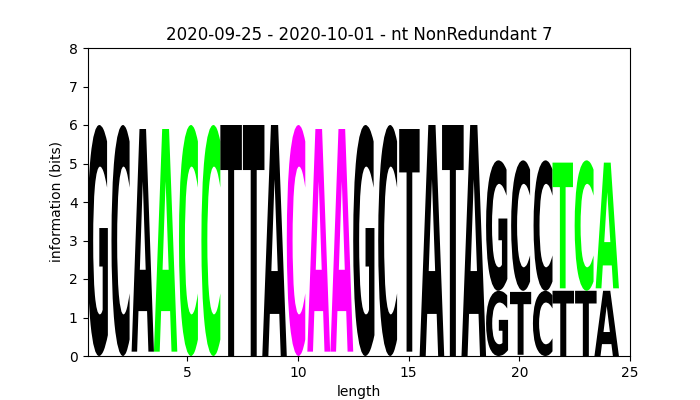 2020-09-25 - 2020-10-01 - nt NonRedundant 7
information (bits)
8
7
6
5
4
3
2
1
0
GCAACCTTACAAGCTATAGCCTCA
GTCTTA
5 10 15 20 25
length